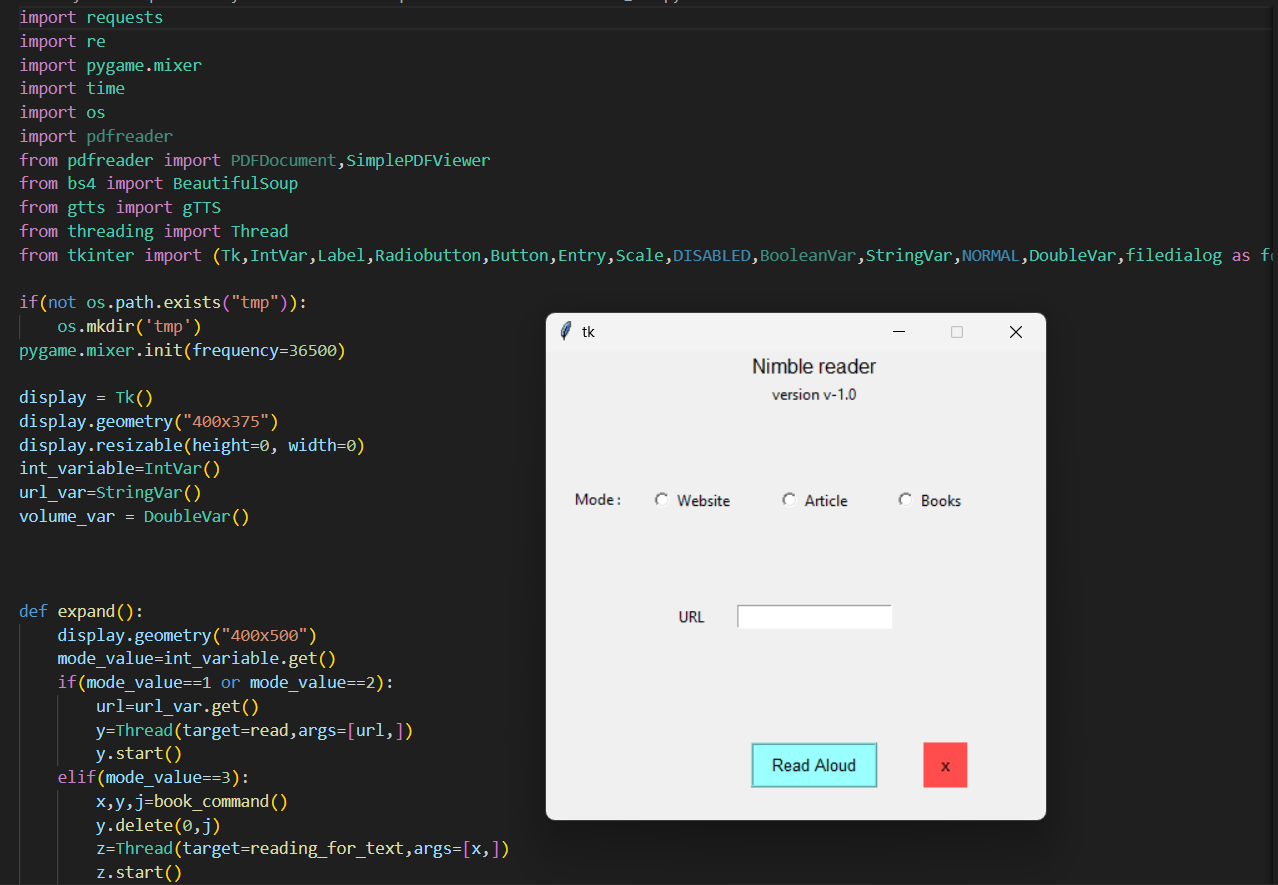 import requests
import re
import pygame.mixer
import time
import os
import pdfreader
from pdfreader import PDFDocument,SimplePDFViewer
from bs4 import BeautifulSoup
from gtts import gTTS
from threading import Thread
from tkinter import (Tk,IntVar,Label,Radiobutton,Button,Entry,Scale,DISABLED,BooleanVar,StringVar,NORMAL,DoubleVar,filedialog as
if(not os.path.exists("tmp")):
    os.mkdir('tmp')
pygame.mixer.init(frequency=36500)
display = Tk()
display.geometry("400x375")
display.resizable(height=0, width=0)
int_variable=IntVar()
url_var=StringVar()
volume_var = DoubleVar()
def expand():
    display.geometry("400x500")
    mode_value=int_variable.get()
    if(mode_value==1 or mode_value==2):
        url=url_var.get()
        y=Thread(target=read,args=[url,])
        y.start()
    elif(mode_value==3):
        x,y,j=book_command()
        y.delete(0,j)
        z=Thread(target=reading_for_text,args=[x,])
        z.start()
tk
Nimble reader
version v-1.0
Mode : Website Article Books
URL
Read Aloud x